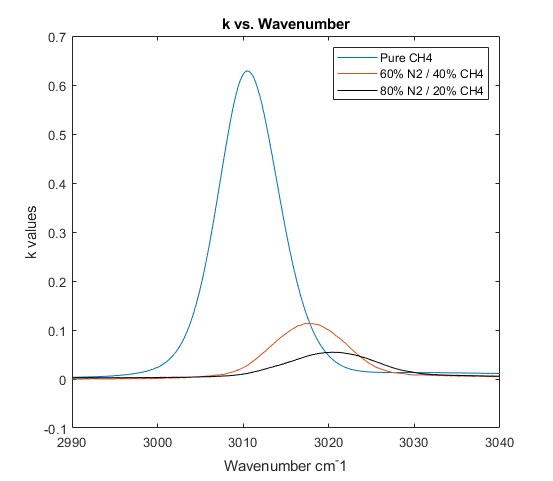 k vs. Wavenumber
0.7
0.6
0.5
0.4
0.3
0.2
0.1
0
-0.1
k values
Pure CH4
60% N2 / 40% CH4
80% N2 / 20% CH4
2990 3000 3010 3020 3030 3040
Wavenumber cm⁻1